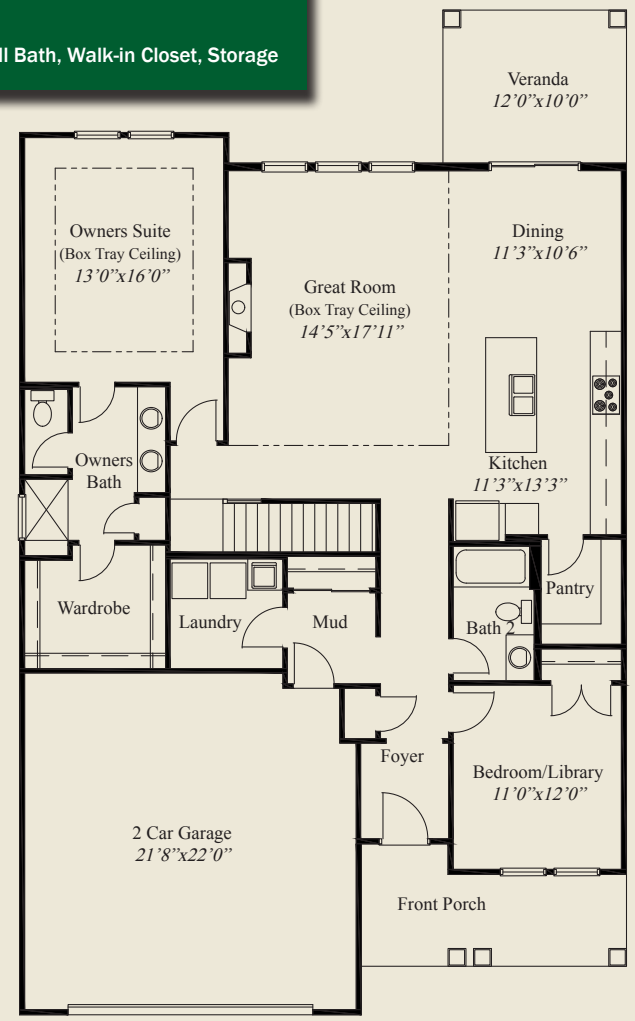 Bath, Walk-in Closet, Storage
Veranda
12’0”x10’0”
Owners Suite
(Box Tray Ceiling)
13’0”x16’0”
Dining
11’3”x10’6”
Great Room
(Box Tray Ceiling)
14’5”x17’11”
Owners
Bath
Kitchen
11’3”x13’3”
Wardrobe
Laundry
Mud
Bath 2
Pantry
Foyer
Bedroom/Library
11’0”x12’0”
2 Car Garage
21’8”x22’0”
Front Porch